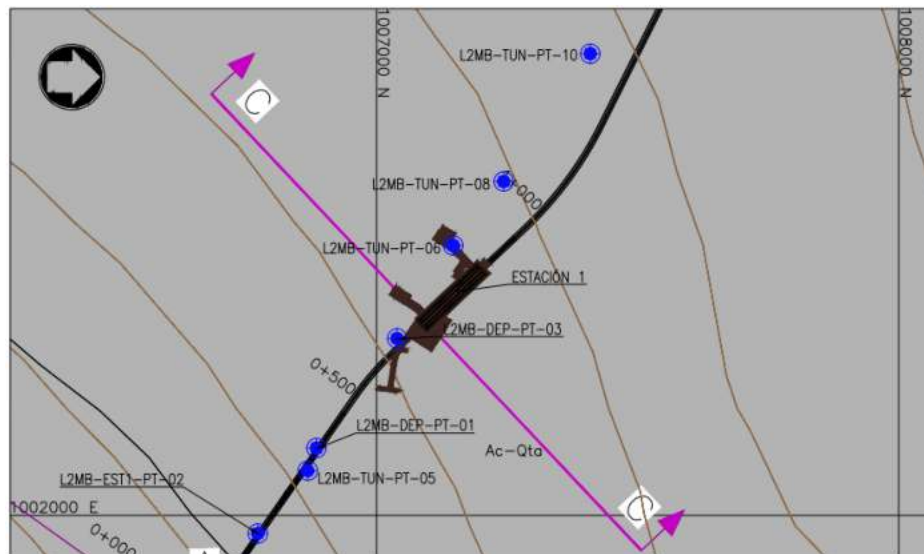 1007000 N
1008000 N
L2MB-TUN-PT-10
C
L2MB-TUN-PT-08
L2MB-TUN-PT-06
ESTACIÓN 1
L2MB-DEP-PT-03
0+500
L2MB-DEP-PT-01
Ac-Qta
L2MB-TUN-PT-05
L2MB-EST1-PT-02
C
1002000 E
0+000